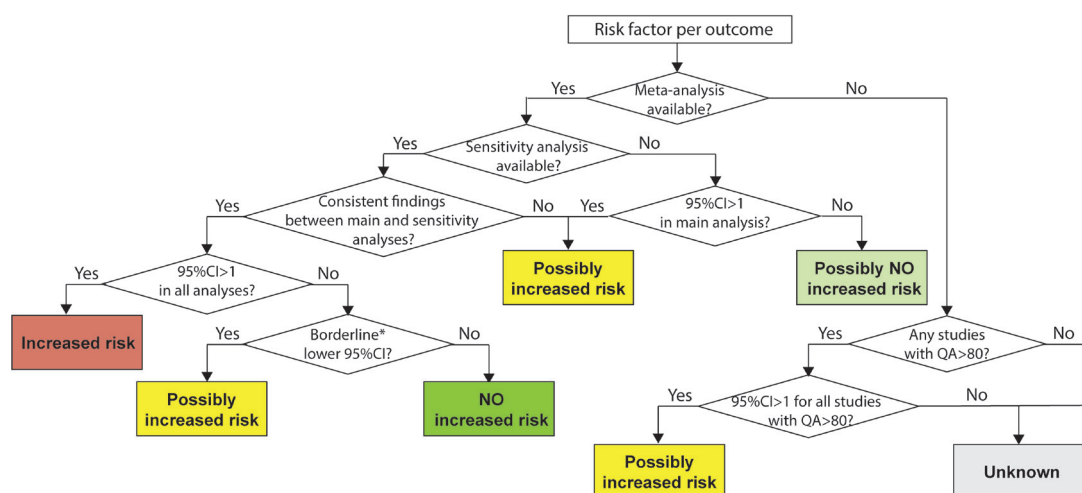 Risk factor per outcome
Yes
Meta-analysis
available?
No
Yes
Sensitivity analysis
available?
No
Yes
Consistent findings
between main and sensitivity
analyses?
No
Yes
95%CI>1
in main analysis?
No
Yes
95%CI>1
in all analyses?
No
Possibly
increased risk
Possibly NO
increased risk
Increased risk
Yes
Borderline*
lower 95%CI?
No
Yes
Any studies
with QA>80?
No
Possibly
increased risk
NO
increased risk
Yes
95%CI>1 for all studies
with QA>80?
No
Possibly
increased risk
Unknown